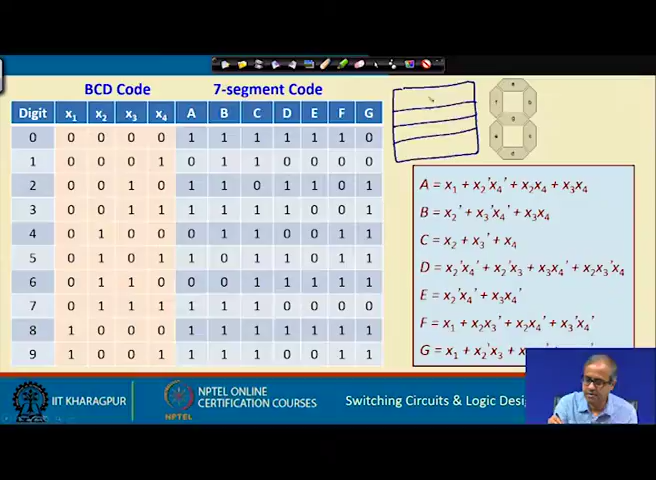 BCD Code 7-segment Code
Digit x₁ x₂ x₃ x₄ A B C D E F G
0 0 0 0 0 1 1 1 1 1 1 0
1 0 0 0 1 0 1 1 0 0 0 0
2 0 0 1 0 1 1 0 1 1 0 1
3 0 0 1 1 1 1 1 1 0 0 1
4 0 1 0 0 0 1 1 0 0 1 1
5 0 1 0 1 1 0 1 1 0 1 1
6 0 1 1 0 0 0 1 1 1 1 1
7 0 1 1 1 1 1 1 0 0 0 0
8 1 0 0 0 1 1 1 1 1 1 1
9 1 0 0 1 1 1 1 0 0 1 1
a
f b
g
e c
d
A = x₁ + x₂'x₄' + x₂x₄ + x₃x₄
B = x₂' + x₃'x₄' + x₃x₄
C = x₂ + x₃' + x₄
D = x₂'x₄' + x₂'x₃ + x₃x₄' + x₂x₃'x₄
E = x₂'x₄' + x₃x₄'
F = x₁ + x₂x₃' + x₂x₄' + x₃'x₄'
G = x₁ + x₂'x₃ +
IIT KHARAGPUR
NPTEL
NPTEL ONLINE
CERTIFICATION COURSES
Switching Circuits & Logic Desi